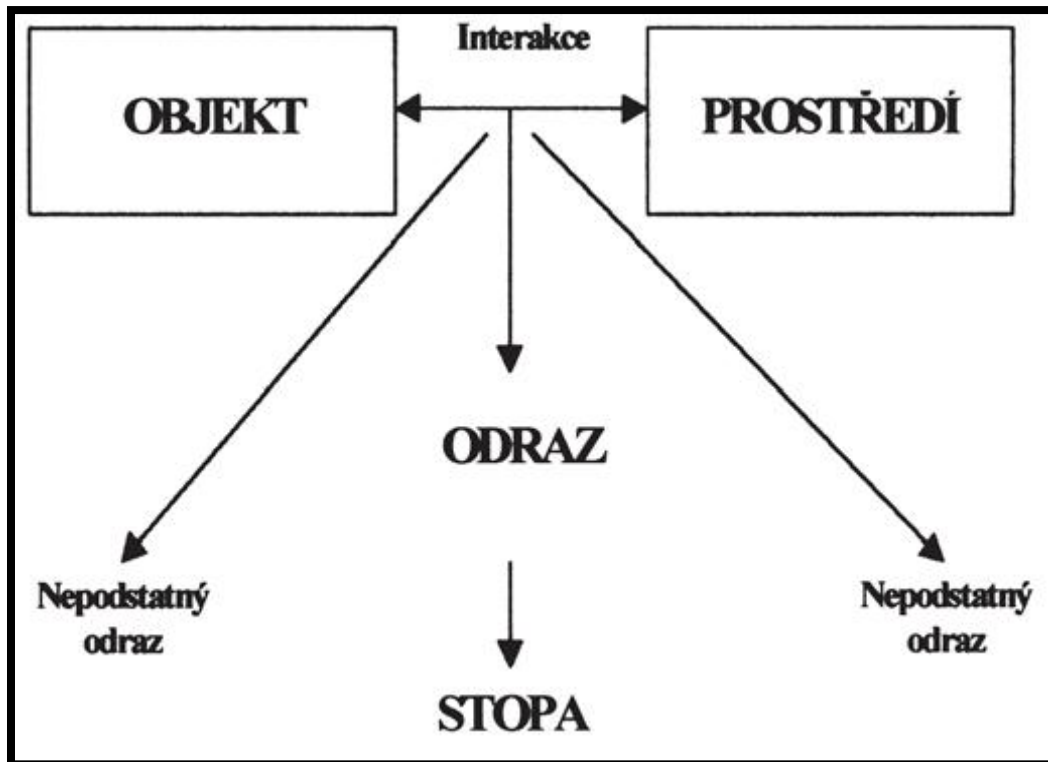 Interakce
OBJEKT
PROSTŘEDÍ
ODRAZ
Nepodstatný
odraz
Nepodstatný
odraz
STOPA